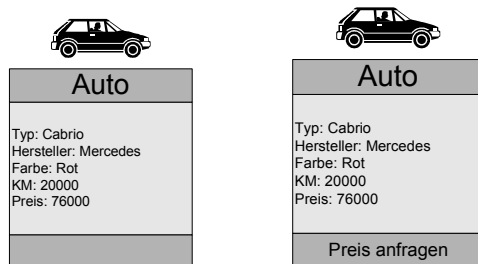 Auto
Typ: Cabrio
Hersteller: Mercedes
Farbe: Rot
KM: 20000
Preis: 76000
Auto
Typ: Cabrio
Hersteller: Mercedes
Farbe: Rot
KM: 20000
Preis: 76000
Preis anfragen